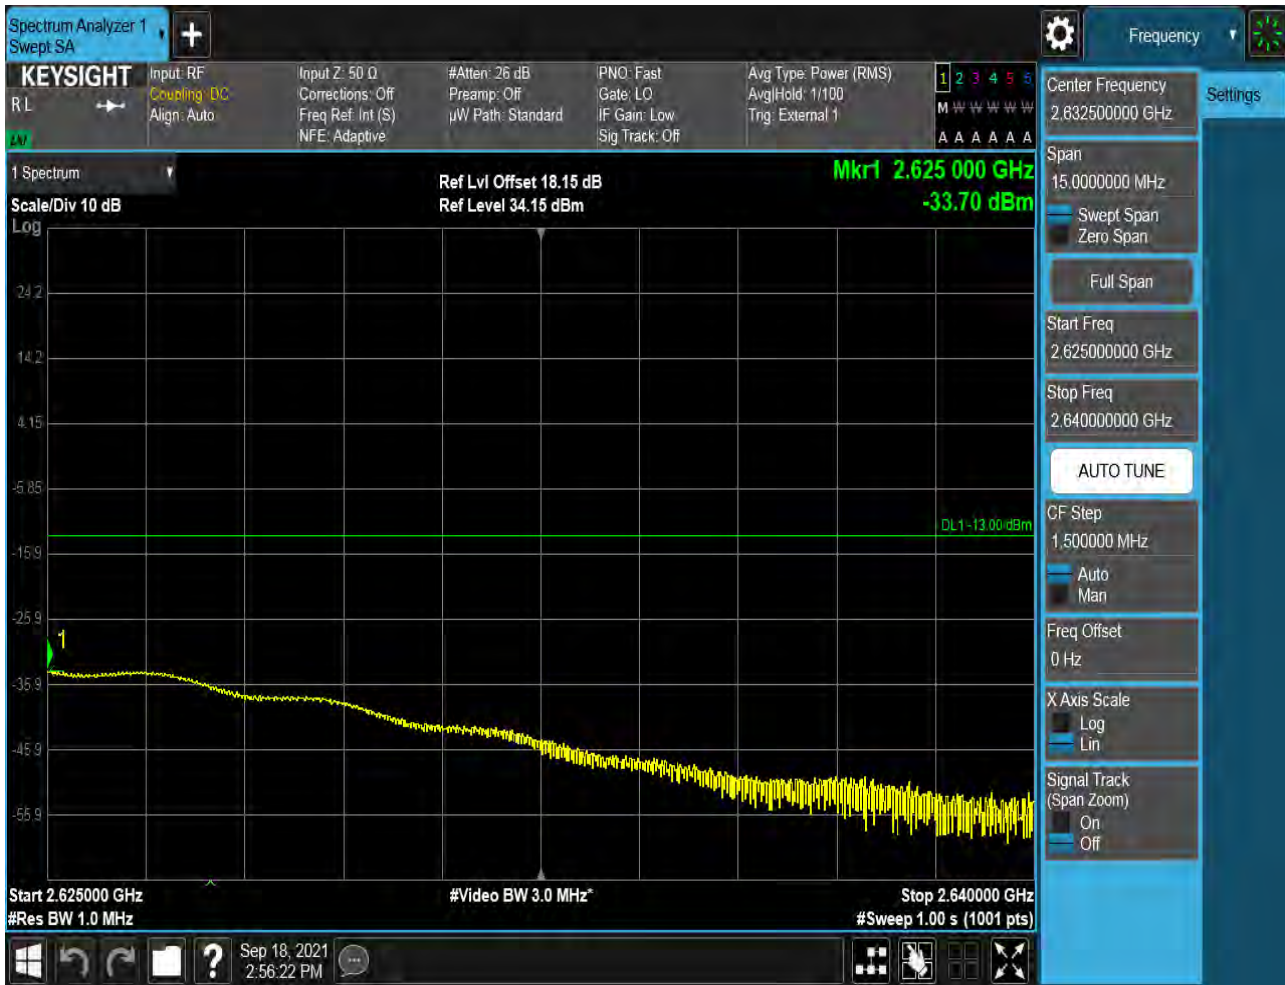 Spectrum Analyzer 1
Swept SA
Frequency
KEYSIGHT
R L
Input: RF
Coupling: DC
Align: Auto
Input Z: 50 Ω
Corrections: Off
Freq Ref: Int (S)
NFE: Adaptive
#Atten: 26 dB
Preamp: Off
µW Path: Standard
PNO: Fast
Gate: LO
IF Gain: Low
Sig Track: Off
Avg Type: Power (RMS)
Avg|Hold: 1/100
Trig: External 1
1 2 3 4 5 6
M W W W W W
A A A A A A
1 Spectrum
Scale/Div 10 dB
Log
Ref Lvl Offset 18.15 dB
Ref Level 34.15 dBm
Mkr1 2.625 000 GHz
-33.70 dBm
24.2
14.2
4.15
-5.85
-15.9
-25.9
-35.9
-45.9
-55.9
DL1 -13.00 dBm
1
Start 2.625000 GHz
#Res BW 1.0 MHz
#Video BW 3.0 MHz*
Stop 2.640000 GHz
#Sweep 1.00 s (1001 pts)
Center Frequency
2.632500000 GHz
Span
15.0000000 MHz
Swept Span
Zero Span
Full Span
Start Freq
2.625000000 GHz
Stop Freq
2.640000000 GHz
AUTO TUNE
CF Step
1.500000 MHz
Auto
Man
Freq Offset
0 Hz
X Axis Scale
Log
Lin
Signal Track
(Span Zoom)
On
Off
Settings
?
Sep 18, 2021
2:56:22 PM